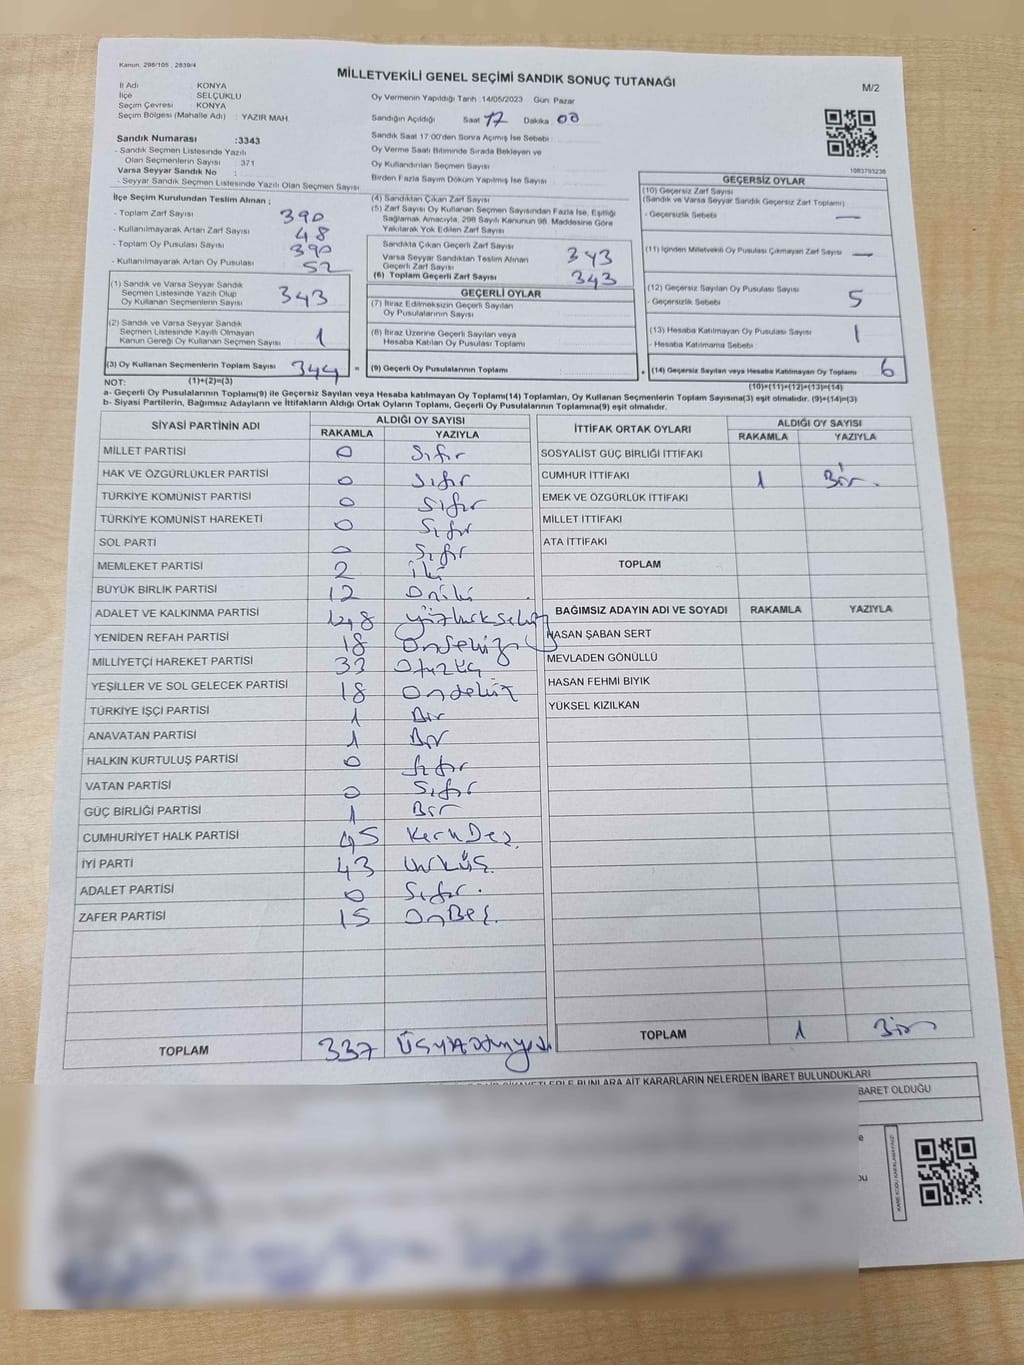 Kanun, 298/105 , 2839/4
MİLLETVEKİLİ GENEL SEÇİMİ SANDIK SONUÇ TUTANAĞI
M/2
İl Adı KONYA
İlçe SELÇUKLU
Seçim Çevresi KONYA
Seçim Bölgesi (Mahalle Adı) : YAZIR MAH.
Oy Vermenin Yapıldığı Tarih :14/05/2023 Gün: Pazar
Sandığın Açıldığı Saat 17 Dakika : 00
Sandık Saat 17:00'den Sonra Açılmış İse Sebebi :
Oy Verme Saati Bitiminde Sırada Bekleyen ve
Oy Kullandırılan Seçmen Sayısı :
Birden Fazla Sayım Döküm Yapılmış İse Sayısı :
1083793236
Sandık Numarası :3343
- Sandık Seçmen Listesinde Yazılı
Olan Seçmenlerin Sayısı : 371
Varsa Seyyar Sandık No :
- Seyyar Sandık Seçmen Listesinde Yazılı Olan Seçmen Sayısı
İlçe Seçim Kurulundan Teslim Alınan ;
- Toplam Zarf Sayısı : 390
- Kullanılmayarak Artan Zarf Sayısı : 48
- Toplam Oy Pusulası Sayısı : 390
- Kullanılmayarak Artan Oy Pusulası : 52
(1) Sandık ve Varsa Seyyar Sandık
Seçmen Listesinde Yazılı Olup
Oy Kullanan Seçmenlerin Sayısı : 343
(2) Sandık ve Varsa Seyyar Sandık
Seçmen Listesinde Kayıtlı Olmayan
Kanun Gereği Oy Kullanan Seçmen Sayısı : 1
(3) Oy Kullanan Seçmenlerin Toplam Sayısı : 344 =
(1)+(2)=(3)
(4) Sandıktan Çıkan Zarf Sayısı :
(5) Zarf Sayısı Oy Kullanan Seçmen Sayısından Fazla İse, Eşitliği
Sağlamak Amacıyla, 298 Sayılı Kanunun 98. Maddesine Göre
Yakılarak Yok Edilen Zarf Sayısı :
Sandıkta Çıkan Geçerli Zarf Sayısı : 343
Varsa Seyyar Sandıktan Teslim Alınan
Geçerli Zarf Sayısı :
(6) Toplam Geçerli Zarf Sayısı : 343
GEÇERLİ OYLAR
(7) İtiraz Edilmeksizin Geçerli Sayılan
Oy Pusulalarının Sayısı :
(8) İtiraz Üzerine Geçerli Sayılan veya
Hesaba Katılan Oy Pusulası Toplamı :
(9) Geçerli Oy Pusulalarının Toplamı : +
GEÇERSİZ OYLAR
(10) Geçersiz Zarf Sayısı
(Sandık ve Varsa Seyyar Sandık Geçersiz Zarf Toplamı)
- Geçersizlik Sebebi : —
(11) İçinden Milletvekili Oy Pusulası Çıkmayan Zarf Sayısı : —
(12) Geçersiz Sayılan Oy Pusulası Sayısı : 5
- Geçersizlik Sebebi :
(13) Hesaba Katılmayan Oy Pusulası Sayısı : 1
- Hesaba Katılmama Sebebi :
(14) Geçersiz Sayılan veya Hesaba Katılmayan Oy Toplamı : 6
(10)+(11)+(12)+(13)=(14)
NOT:
a- Geçerli Oy Pusulalarının Toplamı(9) ile Geçersiz Sayılan veya Hesaba katılmayan Oy Toplamı(14) Toplamları, Oy Kullanan Seçmenlerin Toplam Sayısına(3) eşit olmalıdır. (9)+(14)=(3)
b- Siyasi Partilerin, Bağımsız Adayların ve İttifakların Aldığı Ortak Oyların Toplamı, Geçerli Oy Pusulalarının Toplamına(9) eşit olmalıdır.
SİYASİ PARTİNİN ADI ALDIĞI OY SAYISI
RAKAMLA YAZIYLA
MİLLET PARTİSİ 0 Sıfır
HAK VE ÖZGÜRLÜKLER PARTİSİ 0 Sıfır
TÜRKİYE KOMÜNİST PARTİSİ 0 Sıfır
TÜRKİYE KOMÜNİST HAREKETİ 0 Sıfır
SOL PARTİ 0 Sıfır
MEMLEKET PARTİSİ 2 iki
BÜYÜK BİRLİK PARTİSİ 12 Oniki
ADALET VE KALKINMA PARTİSİ 148
YENİDEN REFAH PARTİSİ 18 Onsekiz
MİLLİYETÇİ HAREKET PARTİSİ 33
YEŞİLLER VE SOL GELECEK PARTİSİ 18 Onsekiz
TÜRKİYE İŞÇİ PARTİSİ 1 Bir
ANAVATAN PARTİSİ 1 Bir
HALKIN KURTULUŞ PARTİSİ 0 Sıfır
VATAN PARTİSİ 0 Sıfır
GÜÇ BİRLİĞİ PARTİSİ 1 Bir
CUMHURİYET HALK PARTİSİ 45
İYİ PARTİ 43
ADALET PARTİSİ 0 Sıfır.
ZAFER PARTİSİ 15 OnBeş.
TOPLAM 337
İTTİFAK ORTAK OYLARI ALDIĞI OY SAYISI
RAKAMLA YAZIYLA
SOSYALİST GÜÇ BİRLİĞİ İTTİFAKI
CUMHUR İTTİFAKI 1 Bir.
EMEK VE ÖZGÜRLÜK İTTİFAKI
MİLLET İTTİFAKI
ATA İTTİFAKI
TOPLAM
BAĞIMSIZ ADAYIN ADI VE SOYADI RAKAMLA YAZIYLA
HASAN ŞABAN SERT
MEVLADEN GÖNÜLLÜ
HASAN FEHMİ BIYIK
YÜKSEL KIZILKAN
TOPLAM 1 Bir
BUNLARA AİT KARARLARIN NELERDEN İBARET BULUNDUKLARI
BARET OLDUĞU